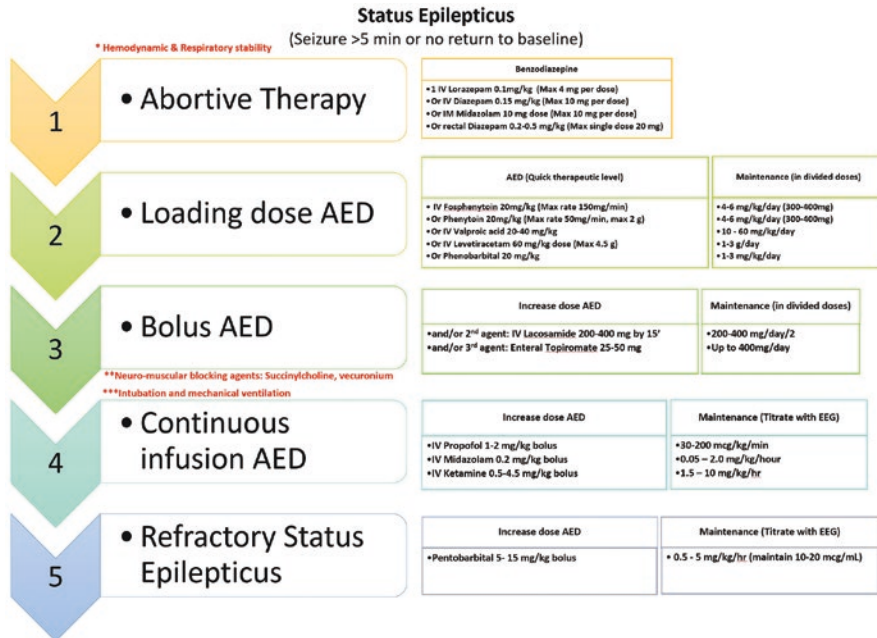 Status Epilepticus
(Seizure >5 min or no return to baseline)
* Hemodynamic & Respiratory stability
1
• Abortive Therapy
Benzodiazepine
•1 IV Lorazepam 0.1mg/kg (Max 4 mg per dose)
•Or IV Diazepam 0.15 mg/kg (Max 10 mg per dose)
•Or IM Midazolam 10 mg dose (Max 10 mg per dose)
•Or rectal Diazepam 0.2-0.5 mg/kg (Max single dose 20 mg)
2
• Loading dose AED
AED (Quick therapeutic level)
• IV Fosphenytoin 20mg/kg (Max rate 150mg/min)
•Or Phenytoin 20mg/kg (Max rate 50mg/min, max 2 g)
•Or IV Valproic acid 20-40 mg/kg
•Or IV Levetiracetam 60 mg/kg dose (Max 4.5 g)
•Or Phenobarbital 20 mg/kg
Maintenance (in divided doses)
•4-6 mg/kg/day (300-400mg)
•4-6 mg/kg/day (300-400mg)
•10 - 60 mg/kg/day
•1-3 g/day
•1-3 mg/kg/day
3
• Bolus AED
Increase dose AED
•and/or 2nd agent: IV Lacosamide 200-400 mg by 15'
•and/or 3rd agent: Enteral Topiromate 25-50 mg
Maintenance (in divided doses)
•200-400 mg/day/2
•Up to 400mg/day
**Neuro-muscular blocking agents: Succinylcholine, vecuronium
***Intubation and mechanical ventilation
4
• Continuous
infusion AED
Increase dose AED
•IV Propofol 1-2 mg/kg bolus
•IV Midazolam 0.2 mg/kg bolus
•IV Ketamine 0.5-4.5 mg/kg bolus
Maintenance (Titrate with EEG)
•30-200 mcg/kg/min
•0.05 – 2.0 mg/kg/hour
•1.5 – 10 mg/kg/hr
5
• Refractory Status
Epilepticus
Increase dose AED
•Pentobarbital 5- 15 mg/kg bolus
Maintenance (Titrate with EEG)
• 0.5 - 5 mg/kg/hr (maintain 10-20 mcg/mL)